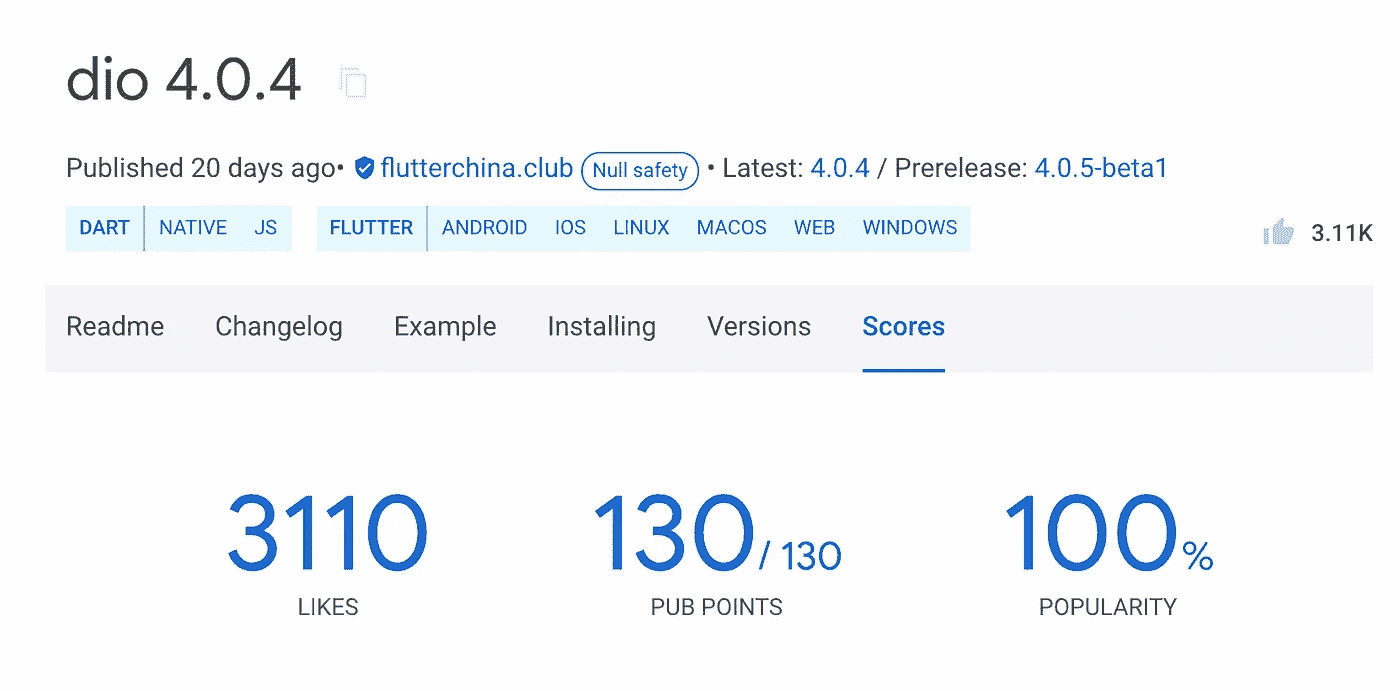 dio 4.0.4
Published 20 days ago• flutterchina.club Null safety • Latest: 4.0.4 / Prerelease: 4.0.5-beta1
DART NATIVE JS FLUTTER ANDROID IOS LINUX MACOS WEB WINDOWS 3.11K
Readme Changelog Example Installing Versions Scores
3110 130/ 130 100%
LIKES PUB POINTS POPULARITY